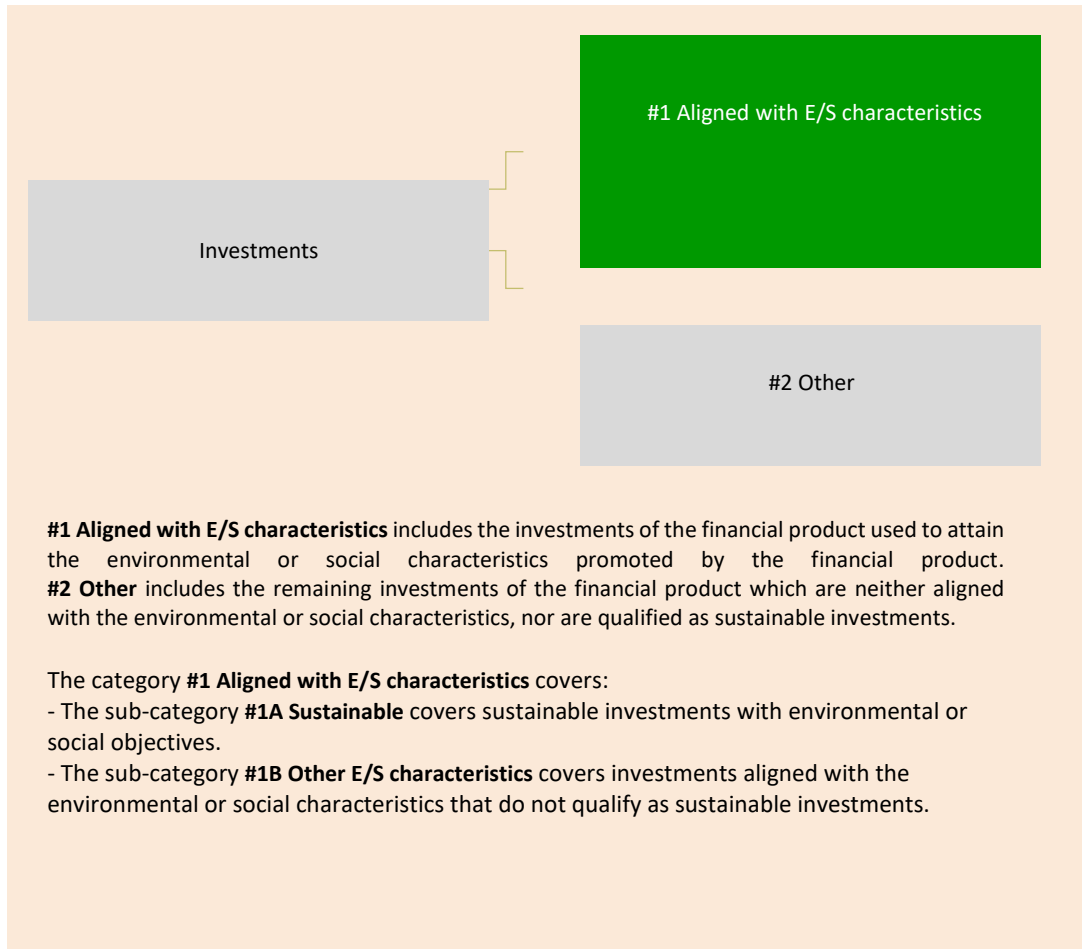 #1 Aligned with E/S characteristics
Investments
#2 Other
#1 Aligned with E/S characteristics includes the investments of the financial product used to attain
the environmental or social characteristics promoted by the financial product.
#2 Other includes the remaining investments of the financial product which are neither aligned
with the environmental or social characteristics, nor are qualified as sustainable investments.
The category #1 Aligned with E/S characteristics covers:
- The sub-category #1A Sustainable covers sustainable investments with environmental or
social objectives.
- The sub-category #1B Other E/S characteristics covers investments aligned with the
environmental or social characteristics that do not qualify as sustainable investments.